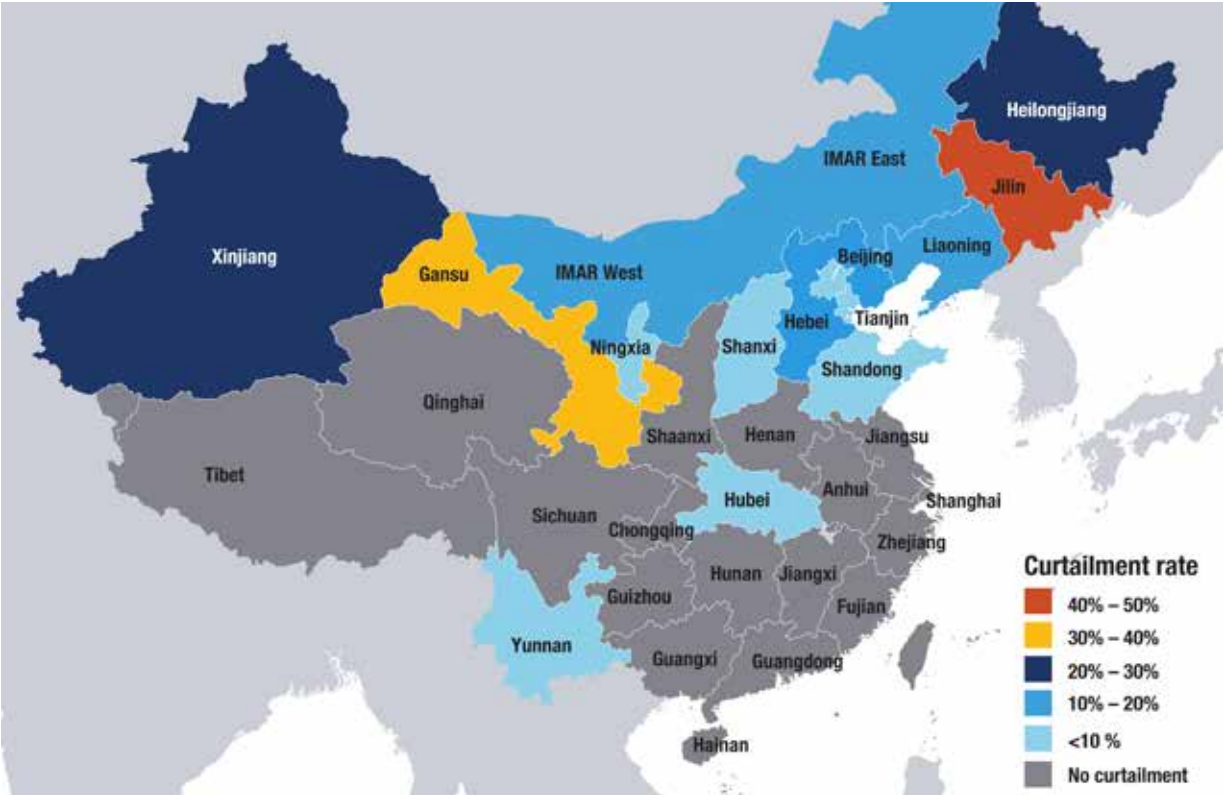 Heilongjiang
IMAR East
Jilin
Xinjiang
Gansu
IMAR West
Beijing
Liaoning
Hebei
Tianjin
Ningxia
Shanxi
Shandong
Qinghai
Shaanxi
Henan
Jiangsu
Tibet
Sichuan
Hubei
Anhui
Shanghai
Chongqing
Zhejiang
Hunan
Jiangxi
Guizhou
Fujian
Yunnan
Guangxi
Guangdong
Hainan
Curtailment rate
40% – 50%
30% – 40%
20% – 30%
10% – 20%
<10 %
No curtailment